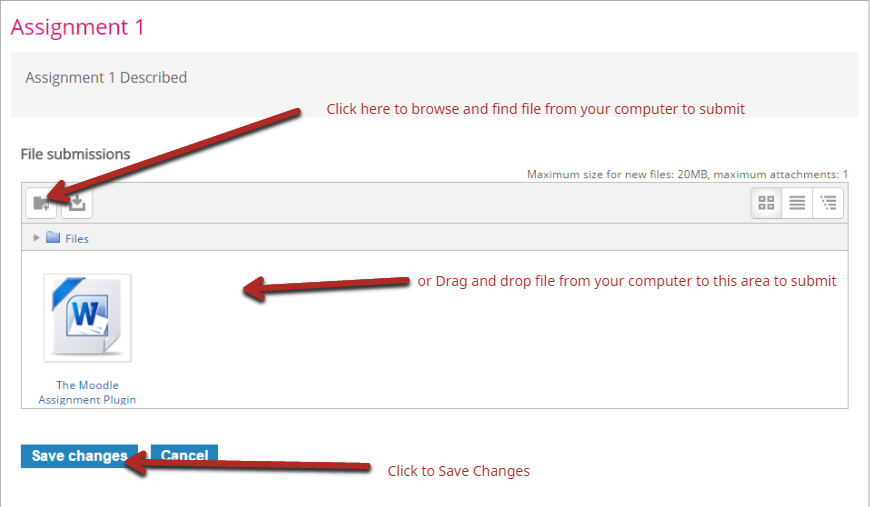 Assignment 1
Assignment 1 Described
Click here to browse and find file from your computer to submit
File submissions
Maximum size for new files: 20MB, maximum attachments: 1
Files
or Drag and drop file from your computer to this area to submit
W
The Moodle
Assignment Plugin
Save changes
Cancel
Click to Save Changes